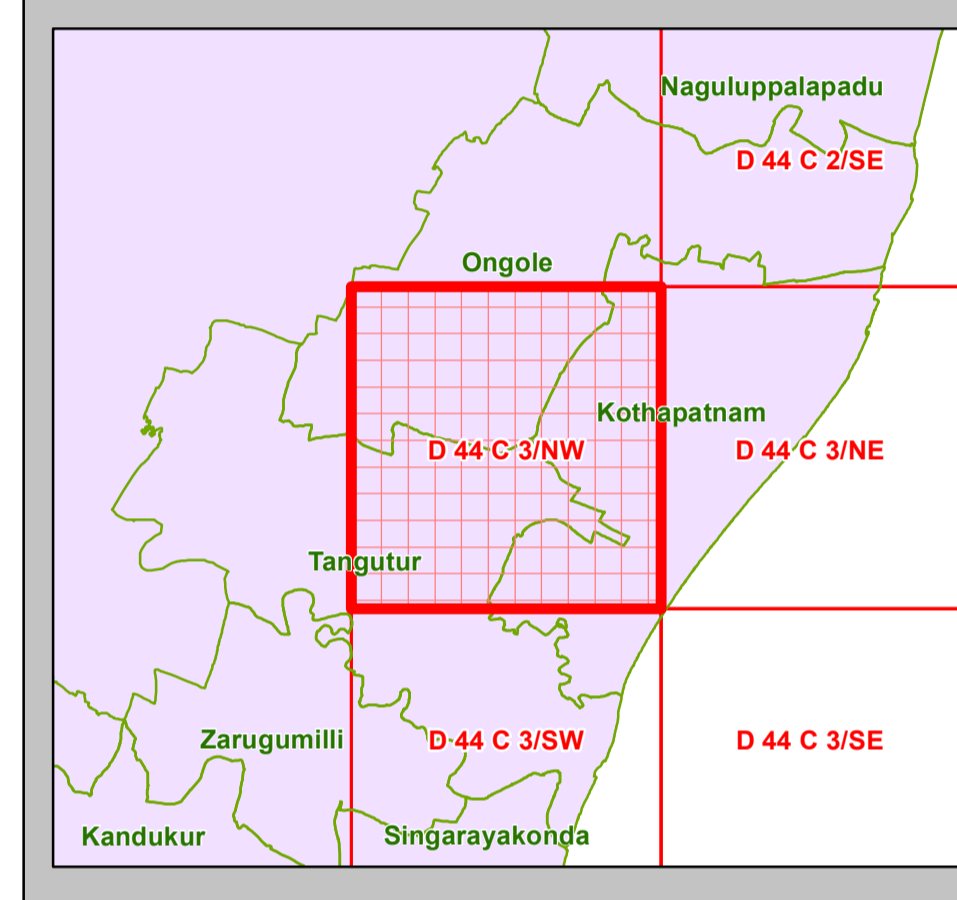 Naguluppalapadu
D 44 C 2/SE
Ongole
Kothapatnam
D 44 C 3/NW
D 44 C 3/NE
Tangutur
Zarugumilli
D 44 C 3/SW
D 44 C 3/SE
Kandukur
Singarayakonda